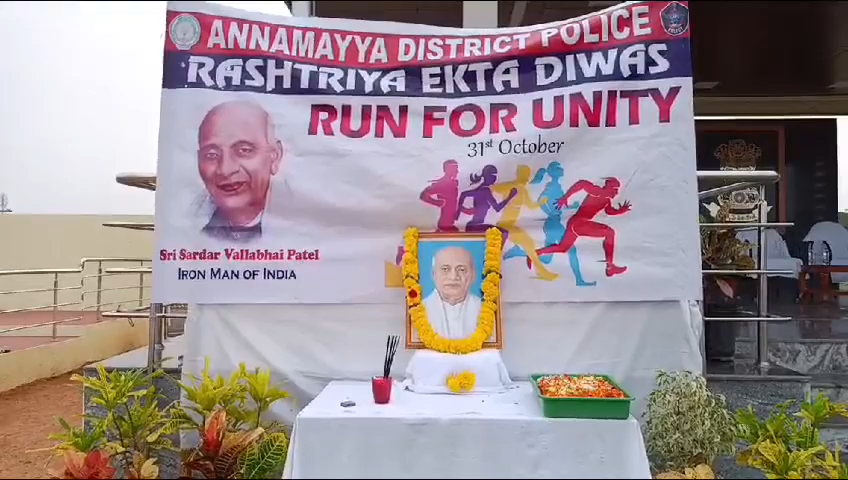 ANNAMAYYA DISTRICT POLICE
RASHTRIYA EKTA DIWAS
RUN FOR UNITY
31st October
Sri Sardar Vallabhai Patel
IRON MAN OF INDIA